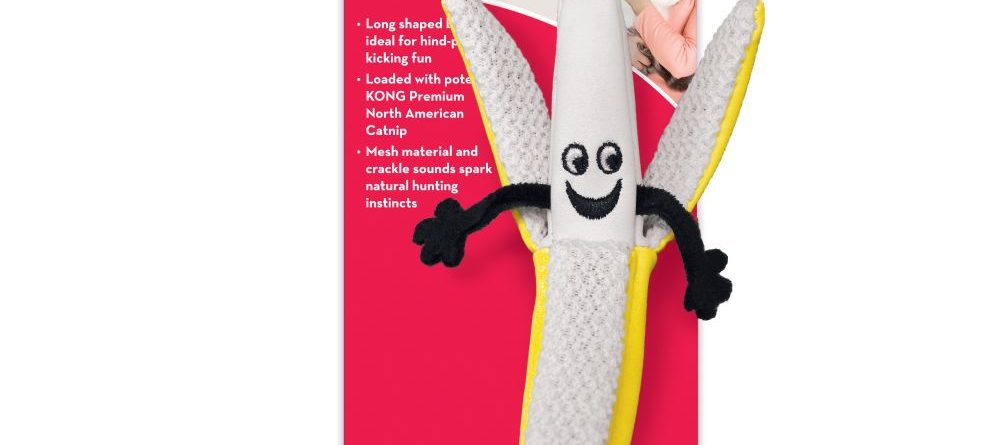 • Long shaped
ideal for hind-p
kicking fun
• Loaded with pote
KONG Premium
North American
Catnip
• Mesh material and
crackle sounds spark
natural hunting
instincts